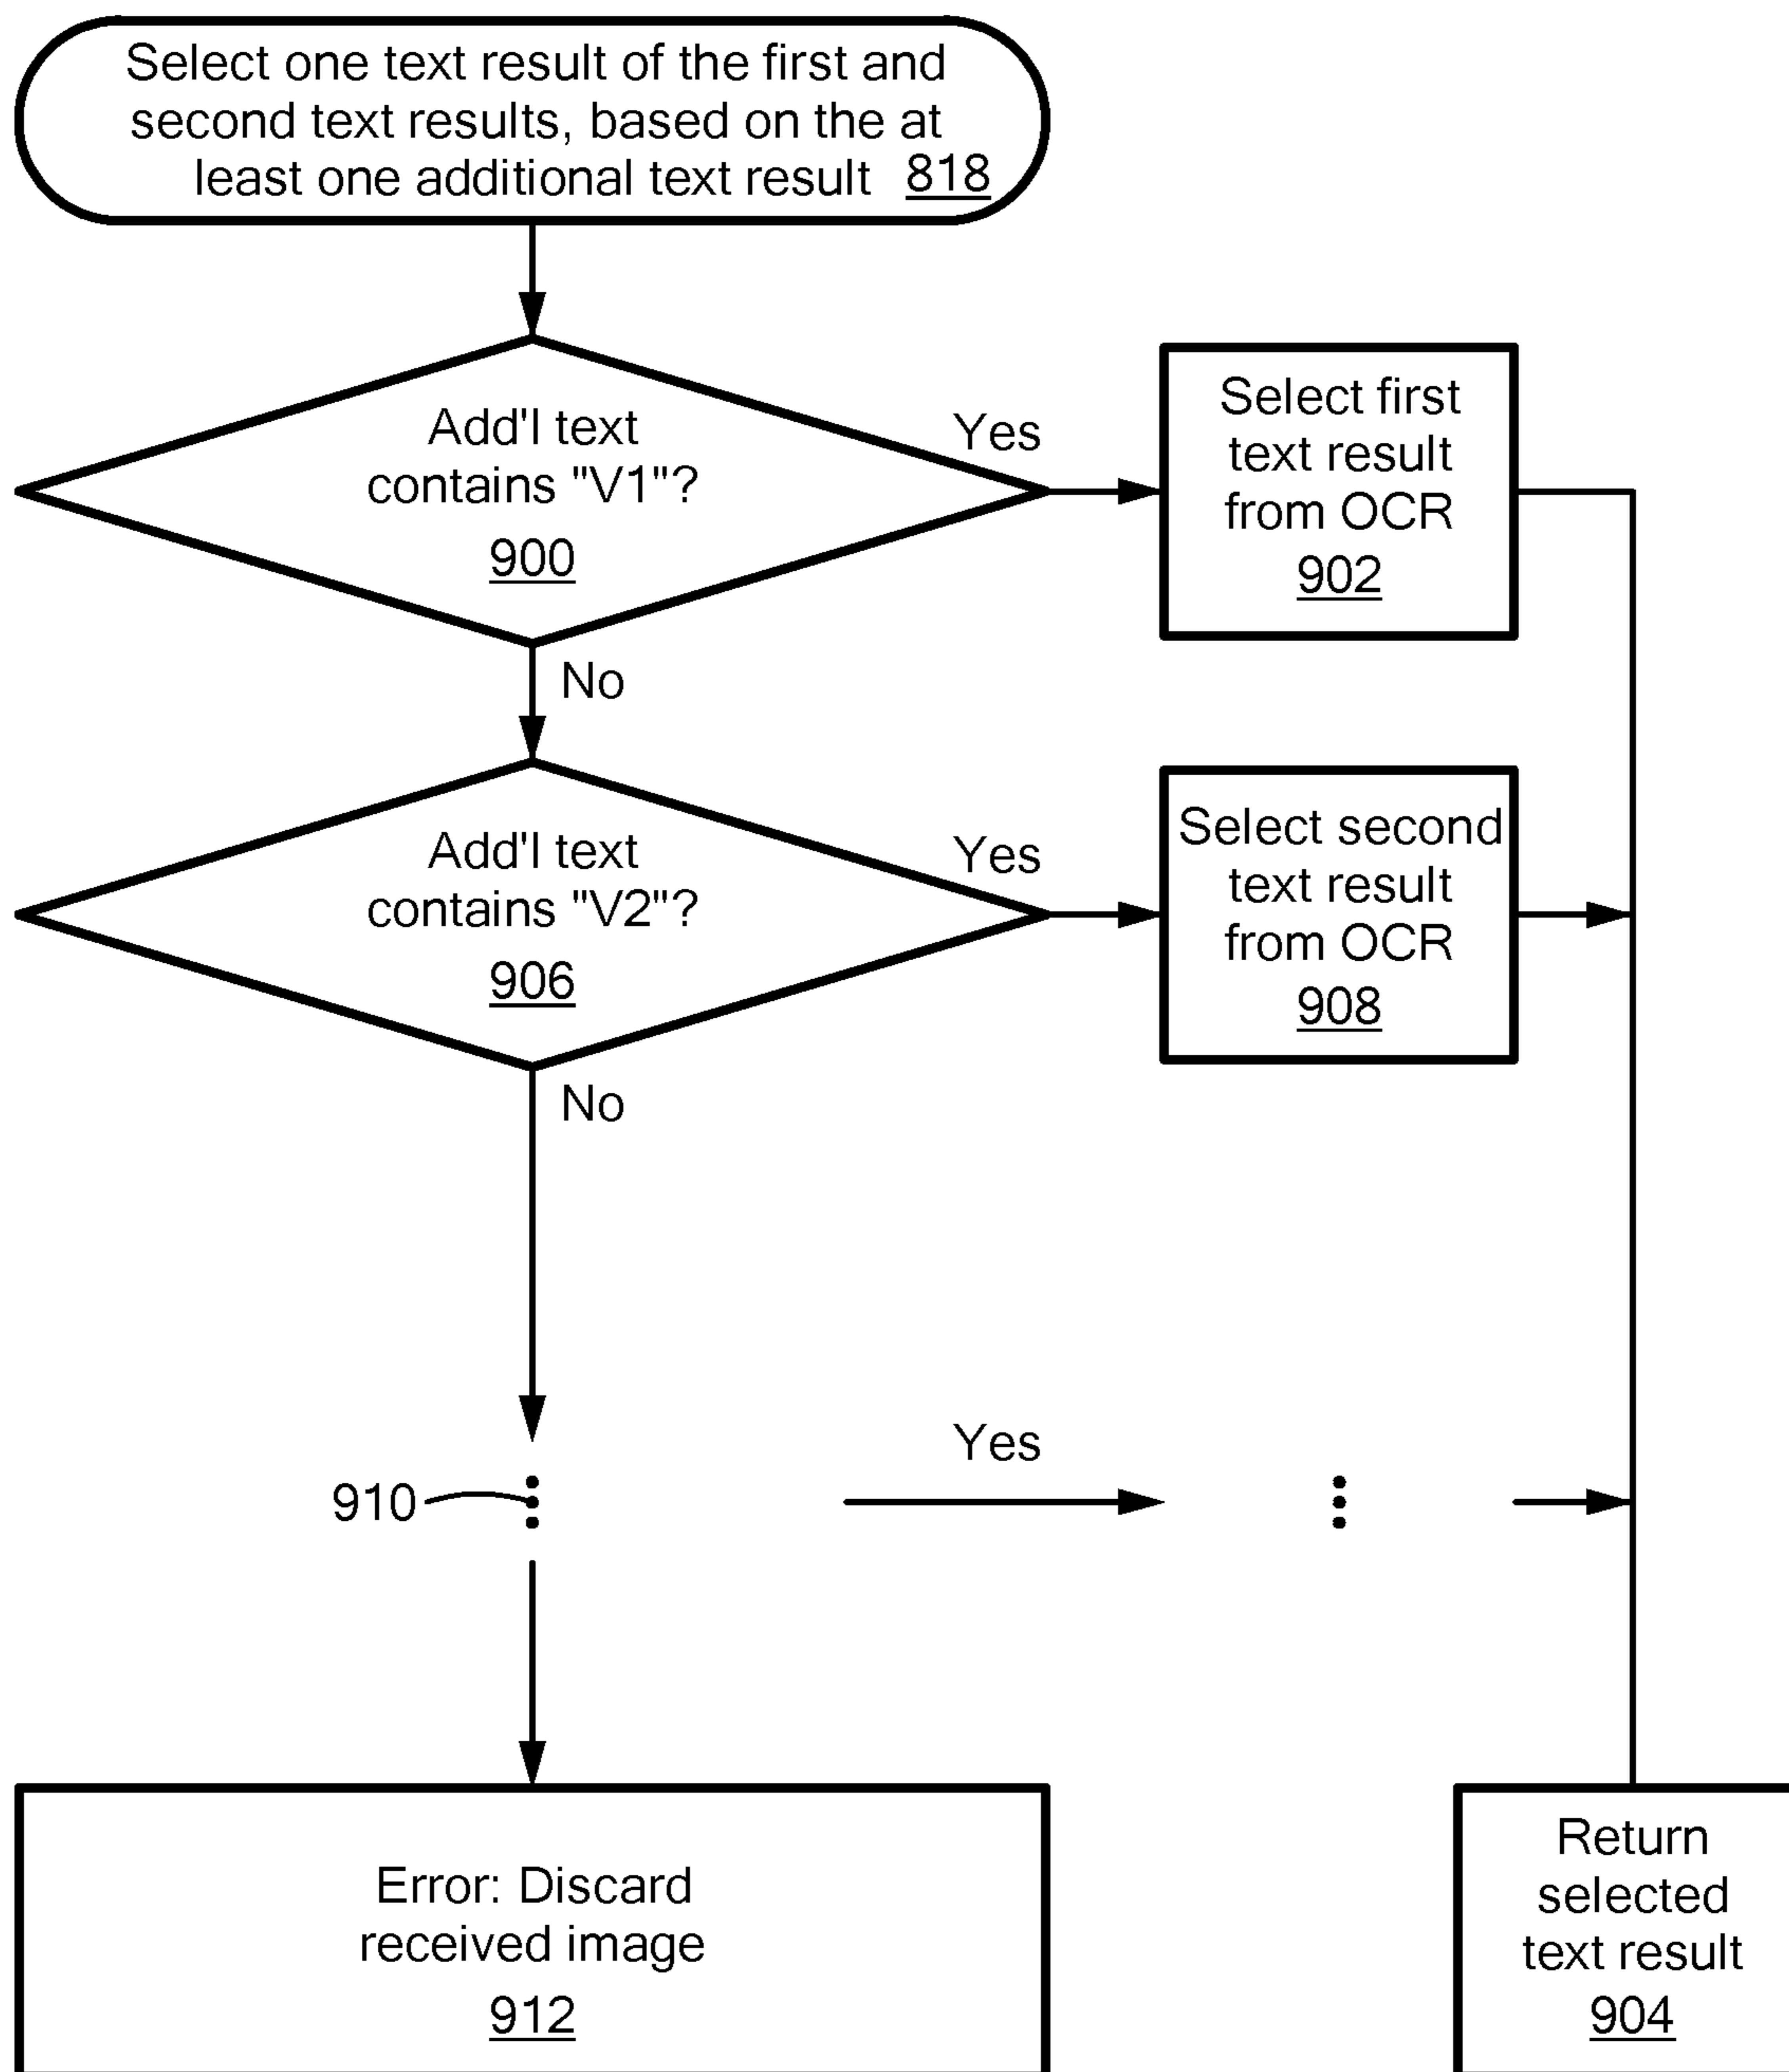 Select one text result of the first and
second text results, based on the at
least one additional text result 818
Add'l text
contains "V1"?
900
Yes
Select first
text result
from OCR
902
No
Add'l text
contains "V2"?
906
Yes
Select second
text result
from OCR
908
No
910
Yes
Error: Discard
received image
912
Return
selected
text result
904